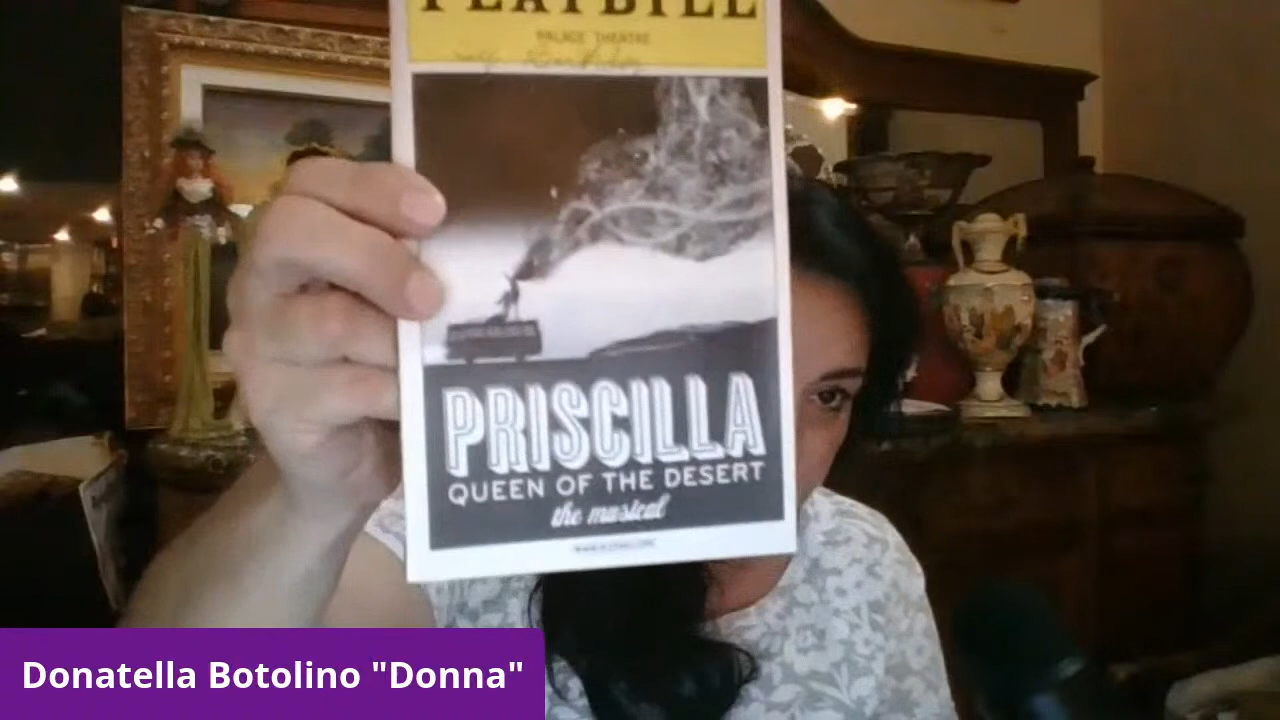 PLAYBILL
PALACE THEATRE
PRISCILLA
QUEEN OF THE DESERT
the musical
Donatella Botolino "Donna"